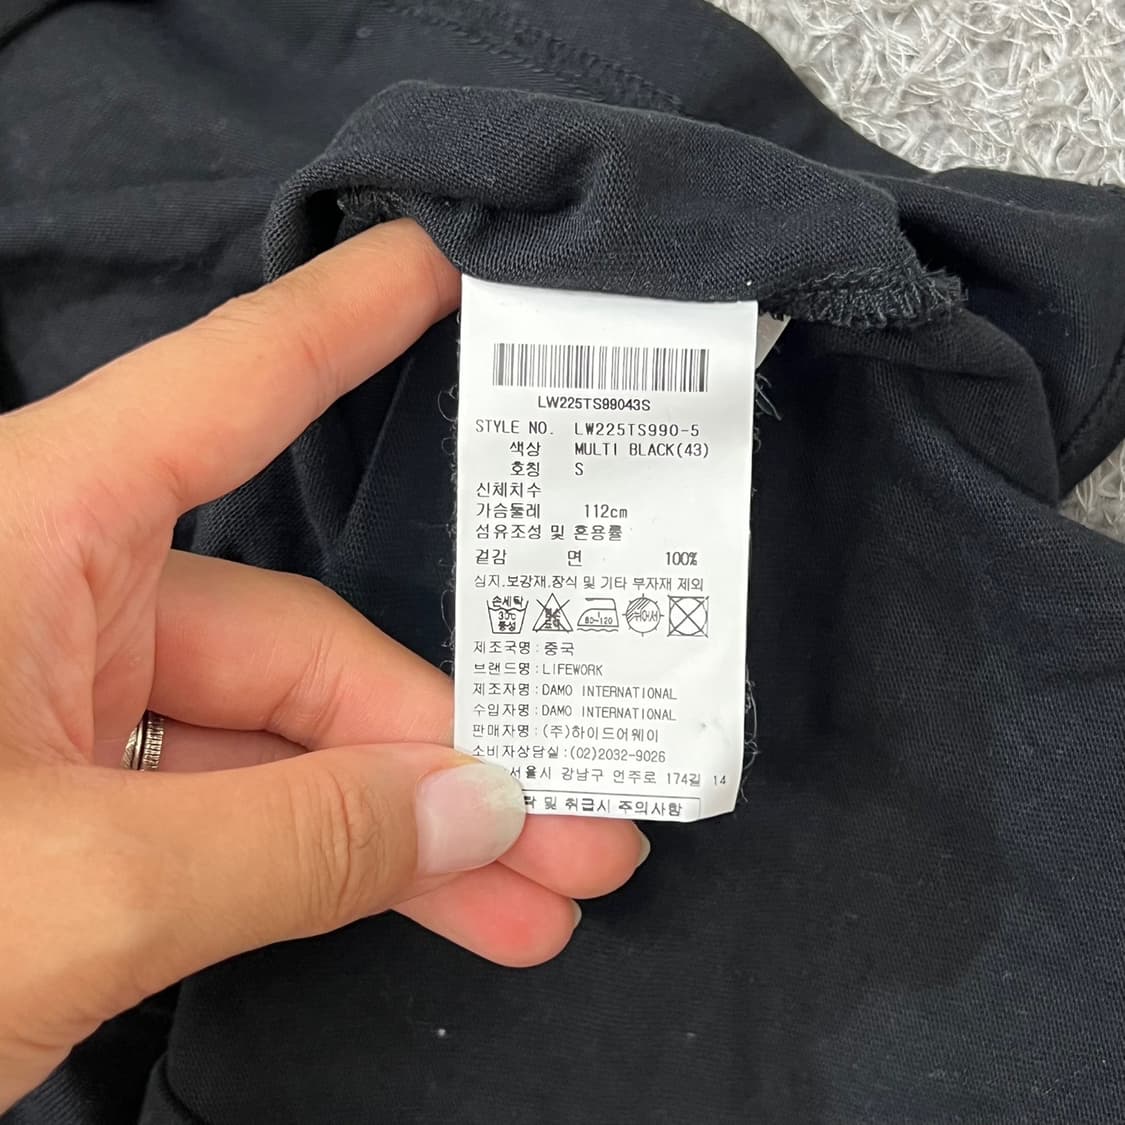 LW225TS99043S
STYLE NO. LW225TS990-5
색상 MULTI BLACK(43)
호칭 S
신체치수
가슴둘레 112cm
섬유조성 및 혼용률
겉감 면 100%
심지,보강재,장식 및 기타 부자재 제외
손세탁
30℃
중성
80~120
제조국명:중국
브랜드명:LIFEWORK
제조자명:DAMO INTERNATIONAL
수입자명:DAMO INTERNATIONAL
판매자명:(주)하이드어웨이
소비자상담실:(02)2032-9026
서울시 강남구 언주로 174길 14
및 취급시 주의사항